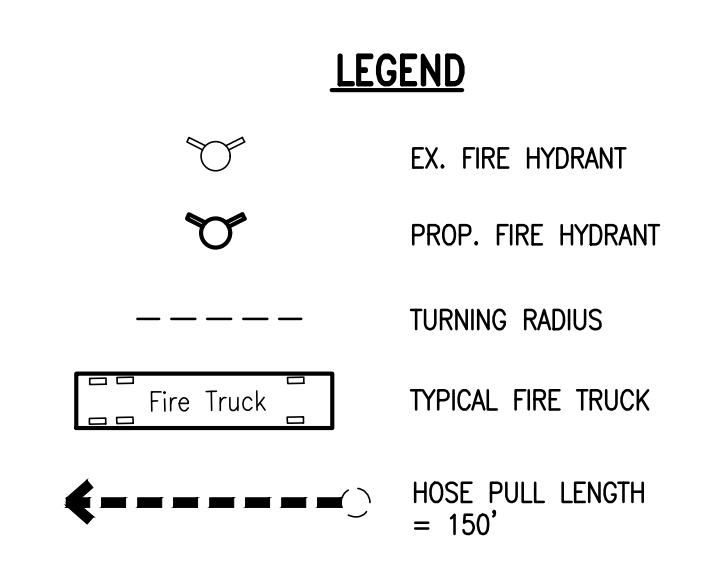 LEGEND
EX. FIRE HYDRANT
PROP. FIRE HYDRANT
TURNING RADIUS
Fire Truck
TYPICAL FIRE TRUCK
HOSE PULL LENGTH
= 150'